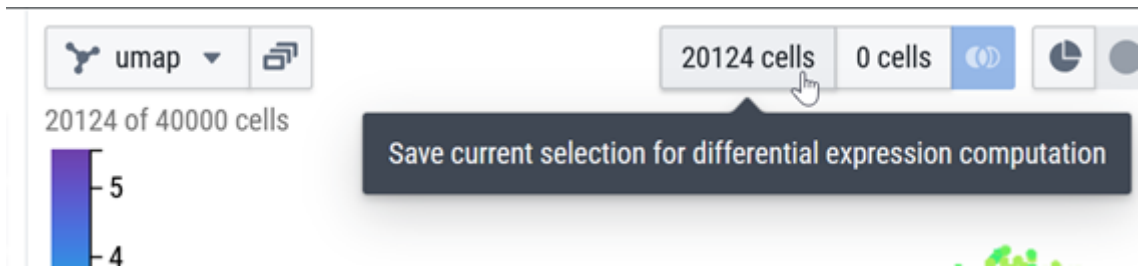 umap
20124 cells
0 cells
20124 of 40000 cells
Save current selection for differential expression computation
5
4